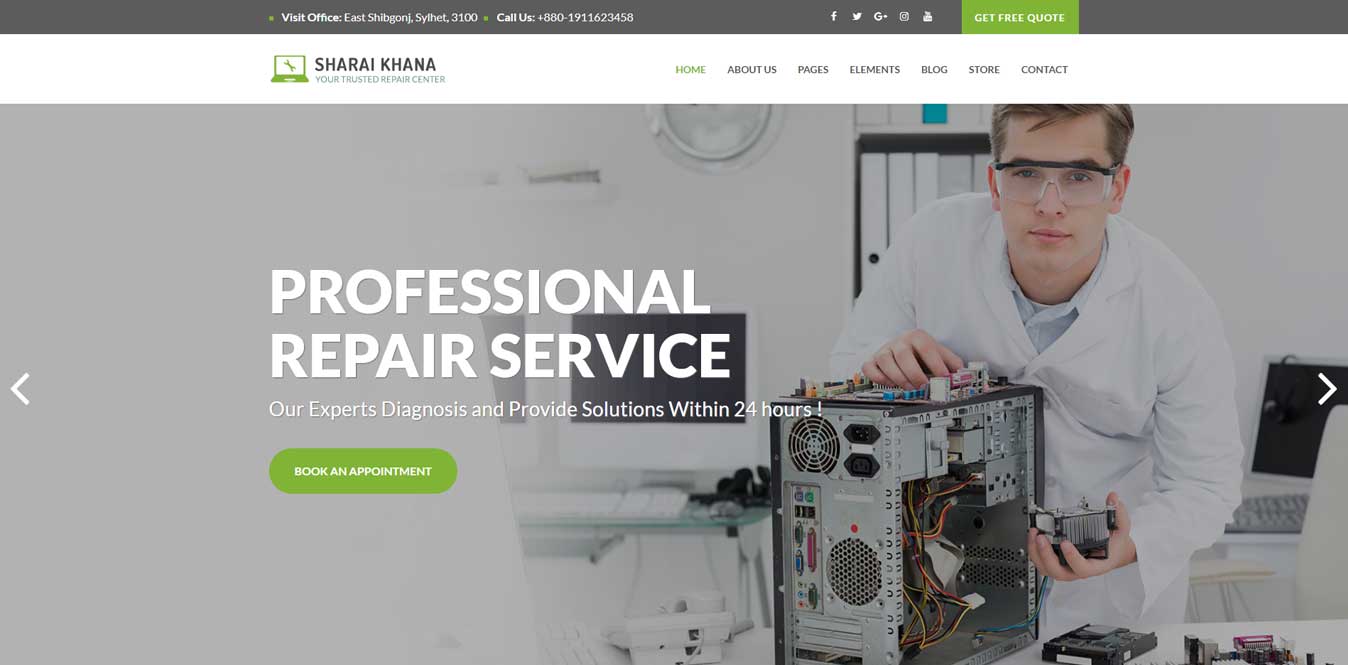 Visit Office: East Shibgonj, Sylhet, 3100 Call Us: +880-1911623458 GET FREE QUOTE
SHARAI KHANA
YOUR TRUSTED REPAIR CENTER
HOME ABOUT US PAGES ELEMENTS BLOG STORE CONTACT
PROFESSIONAL
REPAIR SERVICE
Our Experts Diagnosis and Provide Solutions Within 24 hours !
BOOK AN APPOINTMENT